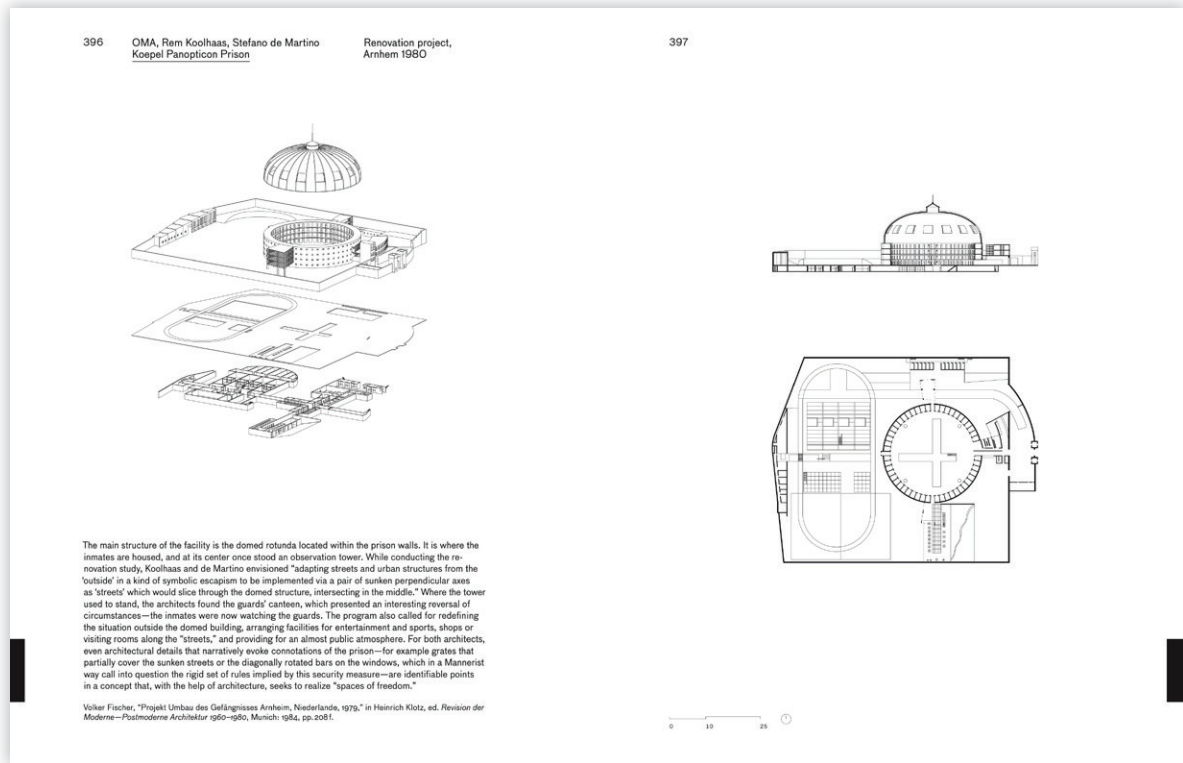 396
OMA, Rem Koolhaas, Stefano de Martino
Koepel Panopticon Prison
Renovation project,
Arnhem 1980
The main structure of the facility is the domed rotunda located within the prison walls. It is where the
inmates are housed, and at its center once stood an observation tower. While conducting the re-
novation study, Koolhaas and de Martino envisioned "adapting streets and urban structures from the
'outside' in a kind of symbolic escapism to be implemented via a pair of sunken perpendicular axes
as 'streets' which would slice through the domed structure, intersecting in the middle." Where the tower
used to stand, the architects found the guards' canteen, which presented an interesting reversal of
circumstances—the inmates were now watching the guards. The program also called for redefining
the situation outside the domed building, arranging facilities for entertainment and sports, shops or
visiting rooms along the "streets," and providing for an almost public atmosphere. For both architects,
even architectural details that narratively evoke connotations of the prison—for example grates that
partially cover the sunken streets or the diagonally rotated bars on the windows, which in a Mannerist
way call into question the rigid set of rules implied by this security measure—are identifiable points
in a concept that, with the help of architecture, seeks to realize "spaces of freedom."
Volker Fischer, "Projekt Umbau des Gefängnisses Arnheim, Niederlande, 1979," in Heinrich Klotz, ed. Revision der
Moderne—Postmoderne Architektur 1960–1980, Munich: 1984, pp. 208 f.
397
0 10 25